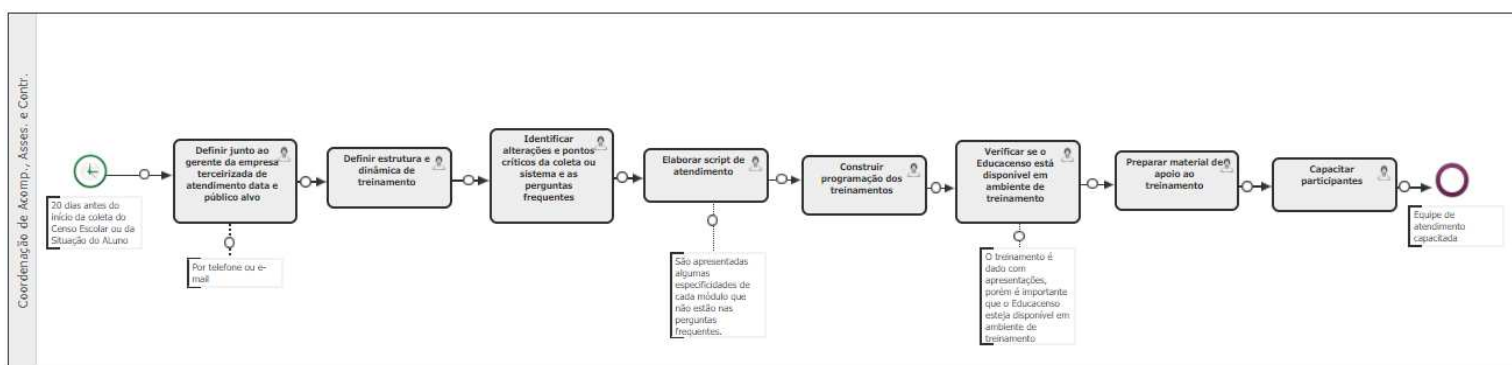 Coordenação de Acomp., Asses. e Contr.
20 dias antes do
início da coleta do
Censo Escolar ou da
Situação do ALuno
Definir junto ao
gerente da empresa
terceirizada de
atendimento data e
público alvo
Por telefone ou e-
mail
Definir estrutura e
dinâmica de
treinamento
Identificar
alterações e pontos
críticos da coleta ou
sistema e as
perguntas
frequentes
Elaborar script de
atendimento
São apresentadas
algumas
especificidades de
cada módulo que
não estão nas
perguntas
frequentes.
Construir
programação dos
treinamentos
Verificar se o
Educacenso está
disponível em
ambiente de
treinamento
O treinamento é
dado com
apresentações,
porém é importante
que o Educacenso
esteja disponível em
ambiente de
treinamento
Preparar material de
apoio ao
treinamento
Capacitar
participantes
Equipe de
atendimento
capacitada